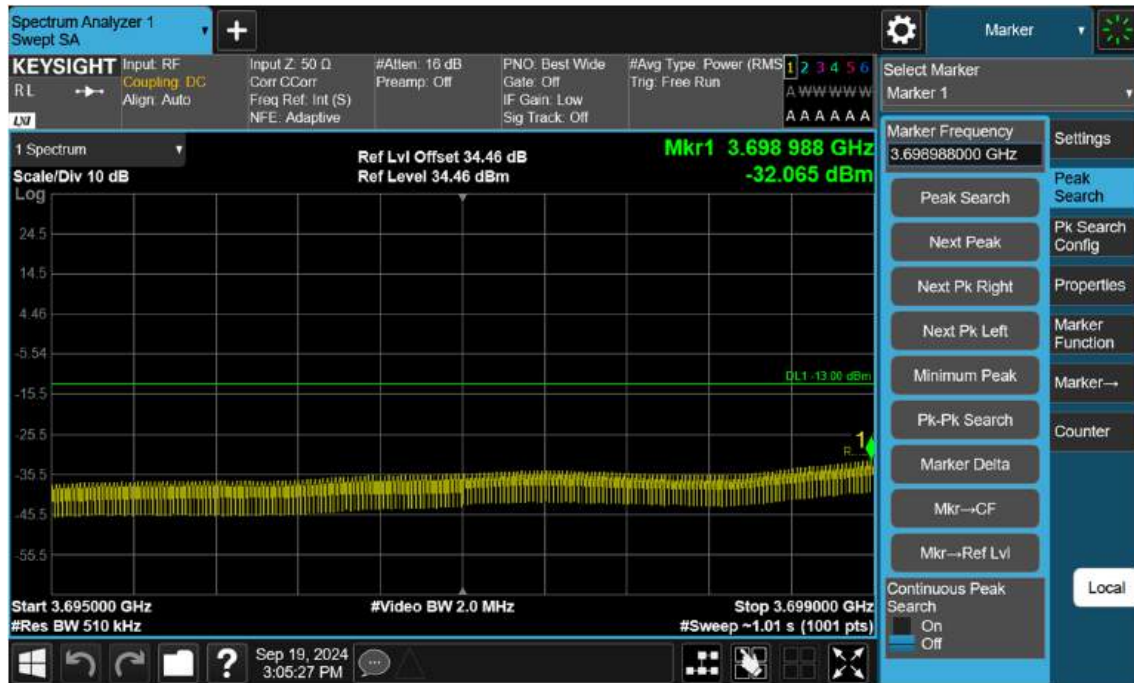 Spectrum Analyzer 1
Swept SA
Marker
KEYSIGHT
RL
LXI
Input: RF
Coupling: DC
Align: Auto
Input Z: 50 Ω
Corr CCorr
Freq Ref: Int (S)
NFE: Adaptive
#Atten: 16 dB
Preamp: Off
PNO: Best Wide
Gate: Off
IF Gain: Low
Sig Track: Off
#Avg Type: Power (RMS
Trig: Free Run
1 2 3 4 5 6
A W W W W W
A A A A A A
Select Marker
Marker 1
1 Spectrum
Scale/Div 10 dB
Log
Ref Lvl Offset 34.46 dB
Ref Level 34.46 dBm
Mkr1 3.698 988 GHz
-32.065 dBm
24.5
14.5
4.46
-5.54
-15.5
-25.5
-35.5
-45.5
-55.5
DL1 -13.00 dBm
1
Start 3.695000 GHz
#Res BW 510 kHz
#Video BW 2.0 MHz
Stop 3.699000 GHz
#Sweep ~1.01 s (1001 pts)
Marker Frequency
3.698988000 GHz
Peak Search
Next Peak
Next Pk Right
Next Pk Left
Minimum Peak
Pk-Pk Search
Marker Delta
Mkr→CF
Mkr→Ref Lvl
Continuous Peak
Search
On
Off
Settings
Peak
Search
Pk Search
Config
Properties
Marker
Function
Marker→
Counter
Local
?
Sep 19, 2024
3:05:27 PM